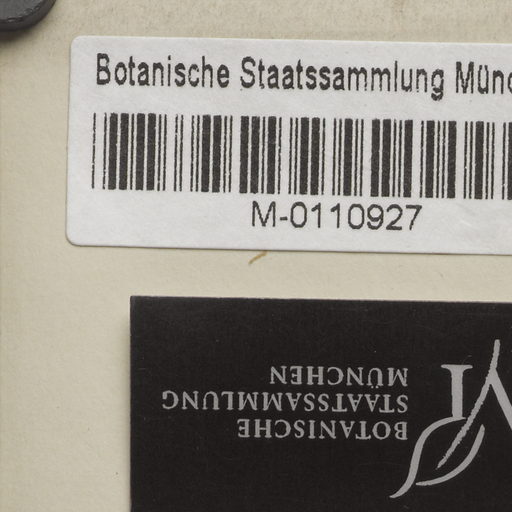 Botanische Staatssammlung Münc
M-0110927
BOTANISCHE
STAATSSAMMLUNG
MÜNCHEN
M